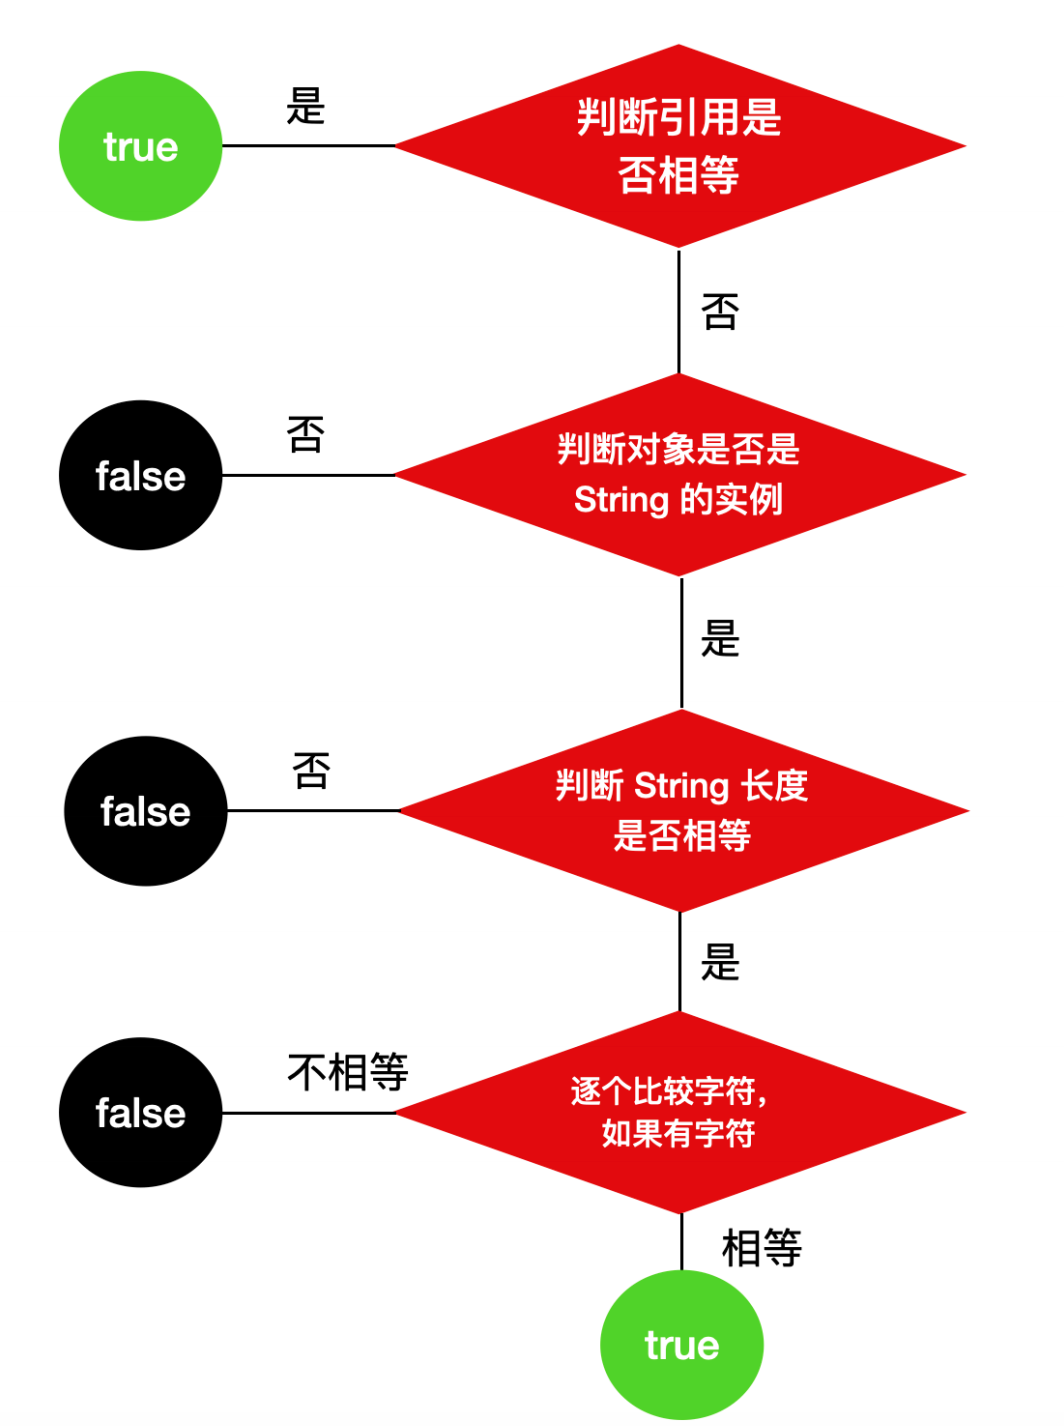 是
true
判断引用是
否相等
否
否
false
判断对象是否是
String 的实例
是
否
false
判断 String 长度
是否相等
是
不相等
false
逐个比较字符，
如果有字符
相等
true